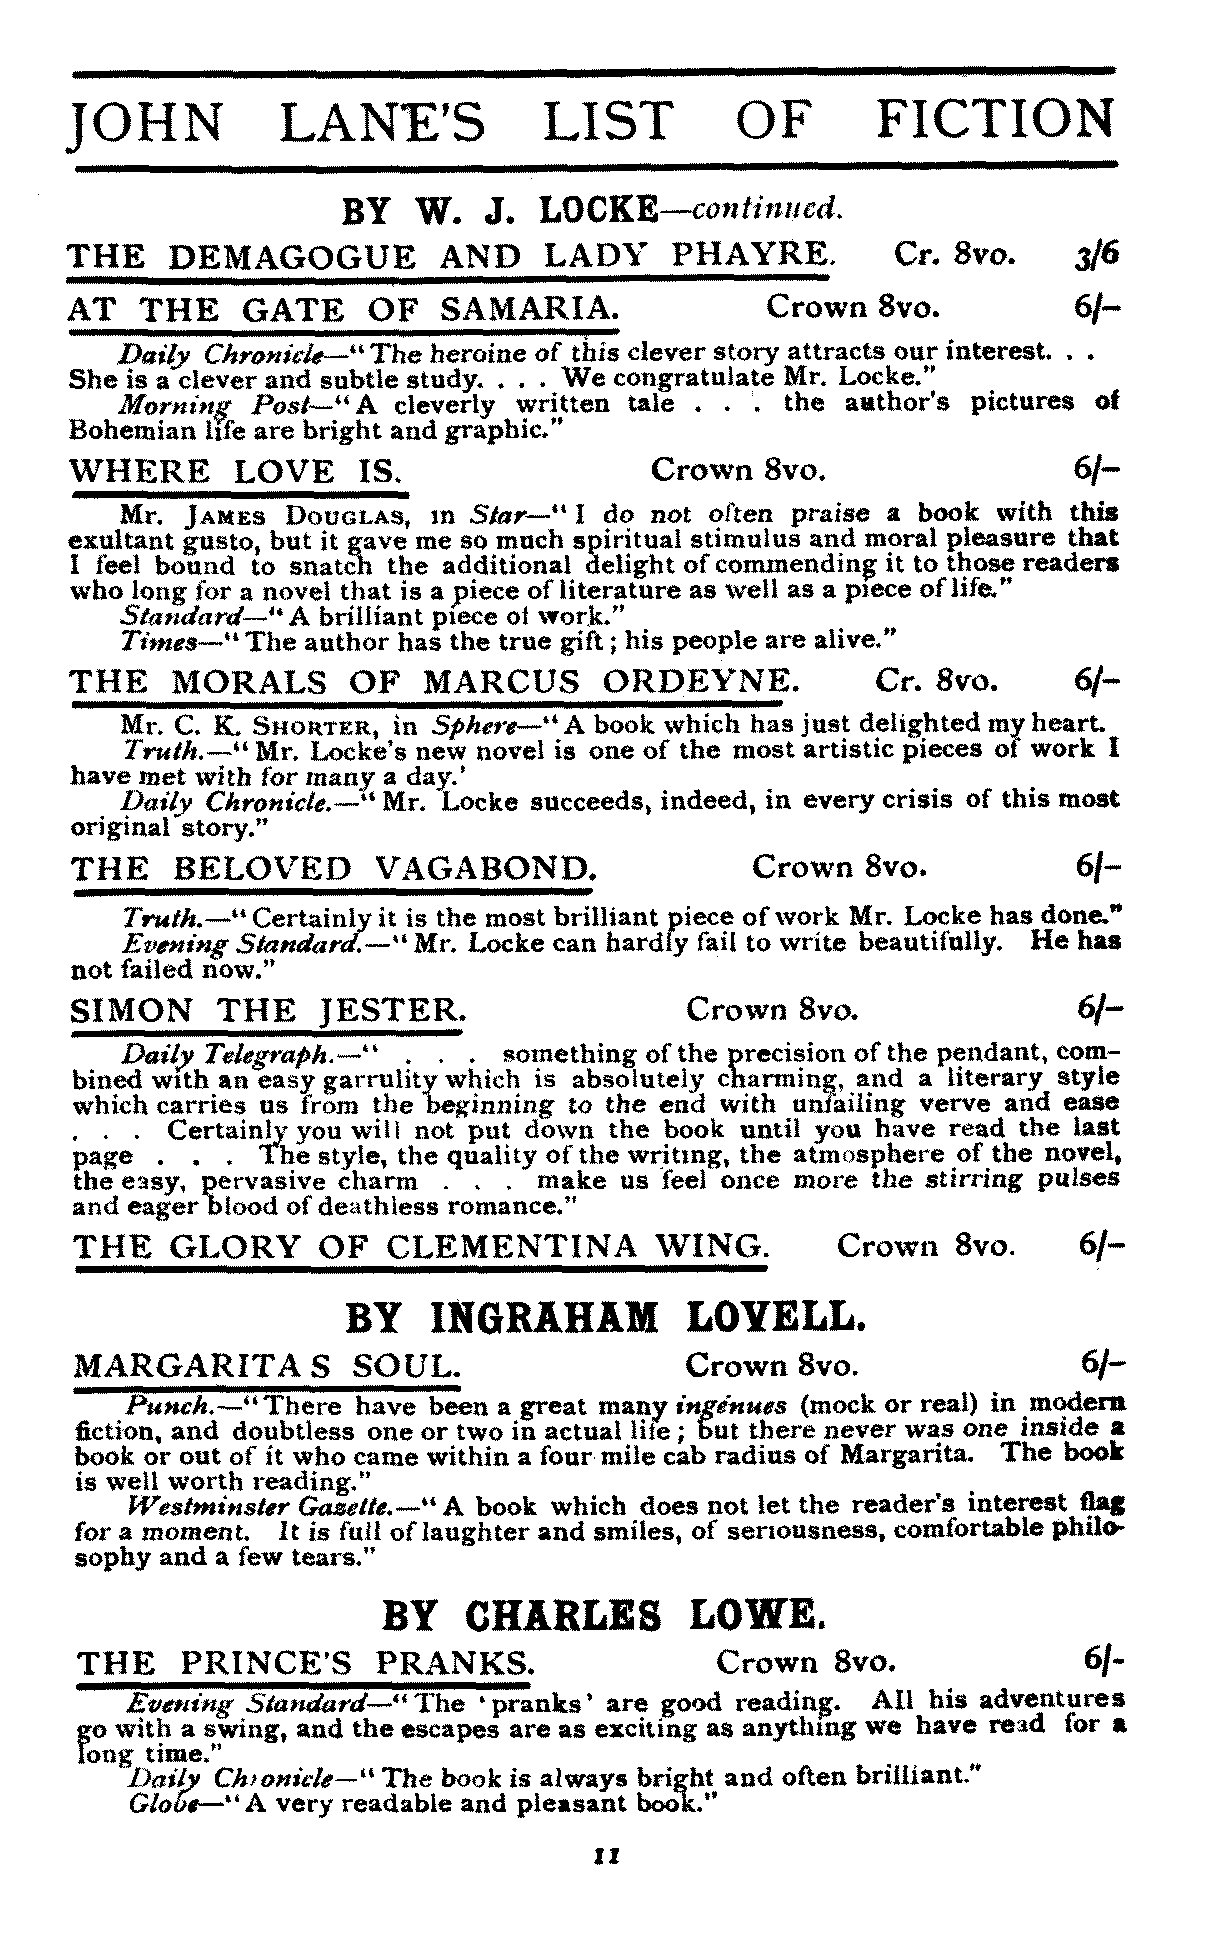 JOHN LANE'S LIST OF FICTION
BY W. J. LOCKE—continued.
THE DEMAGOGUE AND LADY PHAYRE. Cr. 8vo. 3/6
AT THE GATE OF SAMARIA. Crown 8vo. 6/-
Daily Chronicle—"The heroine of this clever story attracts our interest. . .
She is a clever and subtle study. . . . We congratulate Mr. Locke."
Morning Post—"A cleverly written tale . . . the author's pictures of
Bohemian life are bright and graphic."
WHERE LOVE IS. Crown 8vo. 6/-
Mr. JAMES DOUGLAS, in Star—"I do not often praise a book with this
exultant gusto, but it gave me so much spiritual stimulus and moral pleasure that
I feel bound to snatch the additional delight of commending it to those readers
who long for a novel that is a piece of literature as well as a piece of life."
Standard—"A brilliant piece of work."
Times—"The author has the true gift; his people are alive."
THE MORALS OF MARCUS ORDEYNE. Cr. 8vo. 6/-
Mr. C. K. SHORTER, in Sphere—"A book which has just delighted my heart.
Truth.—"Mr. Locke's new novel is one of the most artistic pieces of work I
have met with for many a day.'
Daily Chronicle.—"Mr. Locke succeeds, indeed, in every crisis of this most
original story."
THE BELOVED VAGABOND. Crown 8vo. 6/-
Truth.—"Certainly it is the most brilliant piece of work Mr. Locke has done."
Evening Standard.—"Mr. Locke can hardly fail to write beautifully. He has
not failed now."
SIMON THE JESTER. Crown 8vo. 6/-
Daily Telegraph.—" . . . something of the precision of the pendant, com-
bined with an easy garrulity which is absolutely charming, and a literary style
which carries us from the beginning to the end with unfailing verve and ease
. . . Certainly you will not put down the book until you have read the last
page . . . The style, the quality of the writing, the atmosphere of the novel,
the easy, pervasive charm . . . make us feel once more the stirring pulses
and eager blood of deathless romance."
THE GLORY OF CLEMENTINA WING. Crown 8vo. 6/-
BY INGRAHAM LOVELL.
MARGARITA S SOUL. Crown 8vo. 6/-
Punch.—"There have been a great many ingénues (mock or real) in modern
fiction, and doubtless one or two in actual life; but there never was one inside a
book or out of it who came within a four mile cab radius of Margarita. The book
is well worth reading."
Westminster Gazette.—"A book which does not let the reader's interest flag
for a moment. It is full of laughter and smiles, of seriousness, comfortable philo-
sophy and a few tears."
BY CHARLES LOWE.
THE PRINCE'S PRANKS. Crown 8vo. 6/-
Evening Standard—"The 'pranks' are good reading. All his adventures
go with a swing, and the escapes are as exciting as anything we have read for a
long time."
Daily Chronicle—"The book is always bright and often brilliant."
Globe—"A very readable and pleasant book."
11